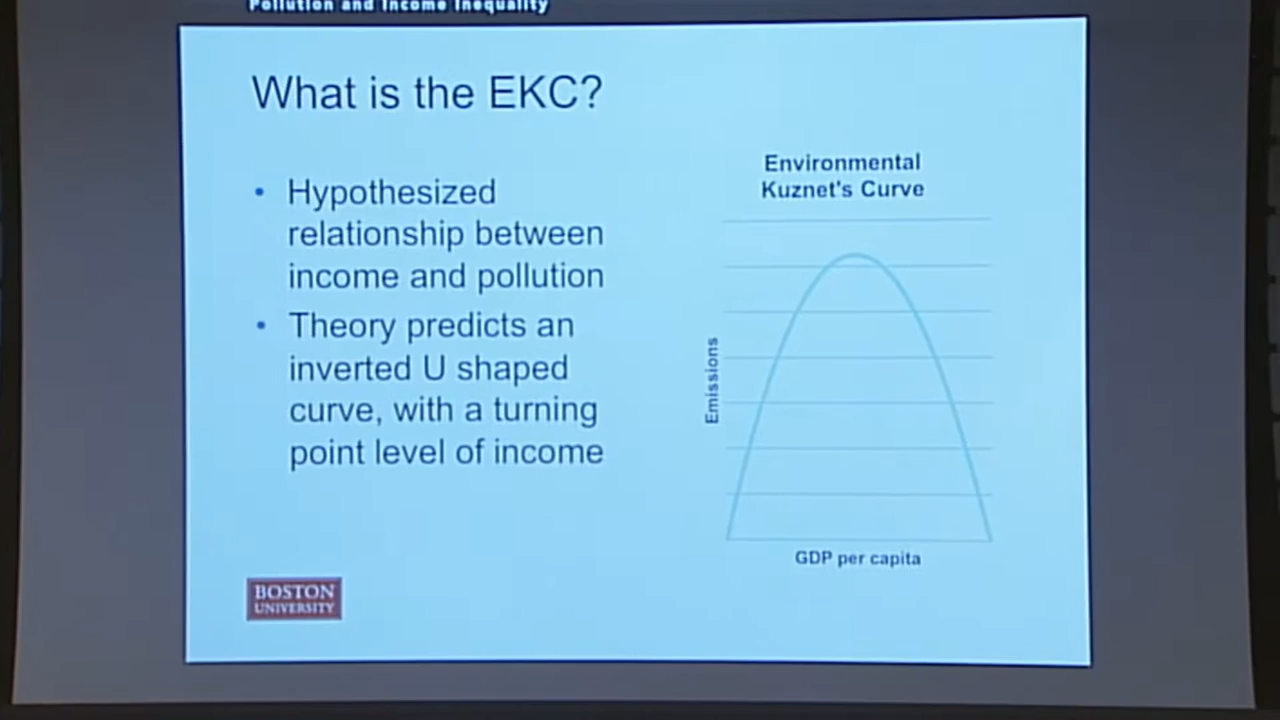 Pollution and Income Inequality
What is the EKC?
• Hypothesized
relationship between
income and pollution
• Theory predicts an
inverted U shaped
curve, with a turning
point level of income
Environmental
Kuznet's Curve
Emissions
GDP per capita
BOSTON
UNIVERSITY